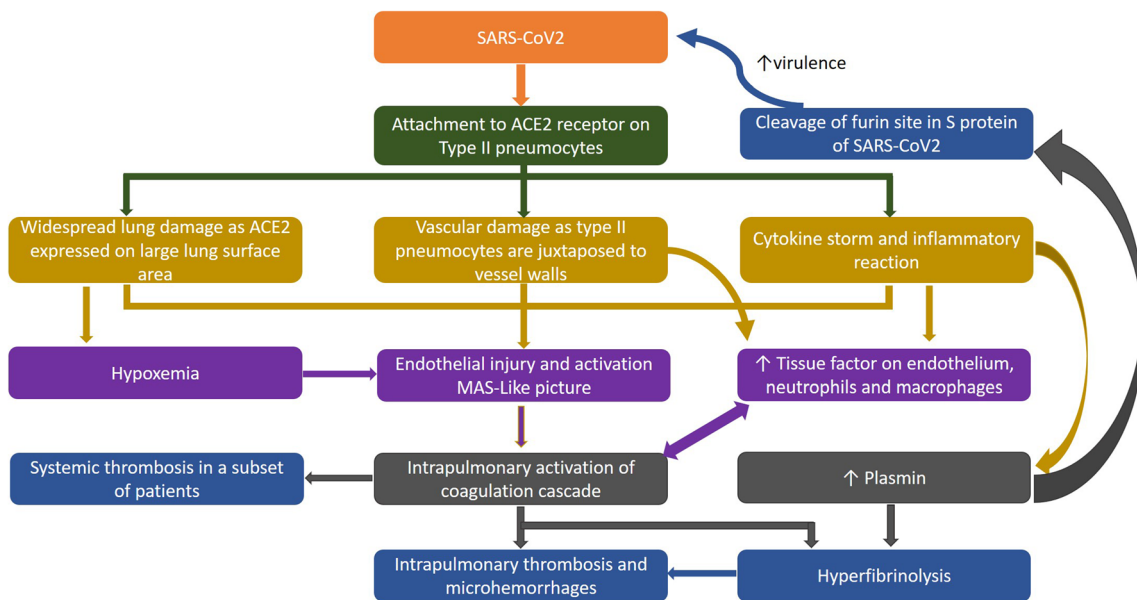 SARS-CoV2
↑virulence
Attachment to ACE2 receptor on
Type II pneumocytes
Cleavage of furin site in S protein
of SARS-CoV2
Widespread lung damage as ACE2
expressed on large lung surface
area
Vascular damage as type II
pneumocytes are juxtaposed to
vessel walls
Cytokine storm and inflammatory
reaction
Hypoxemia
Endothelial injury and activation
MAS-Like picture
↑ Tissue factor on endothelium,
neutrophils and macrophages
Systemic thrombosis in a subset
of patients
Intrapulmonary activation of
coagulation cascade
↑ Plasmin
Intrapulmonary thrombosis and
microhemorrhages
Hyperfibrinolysis